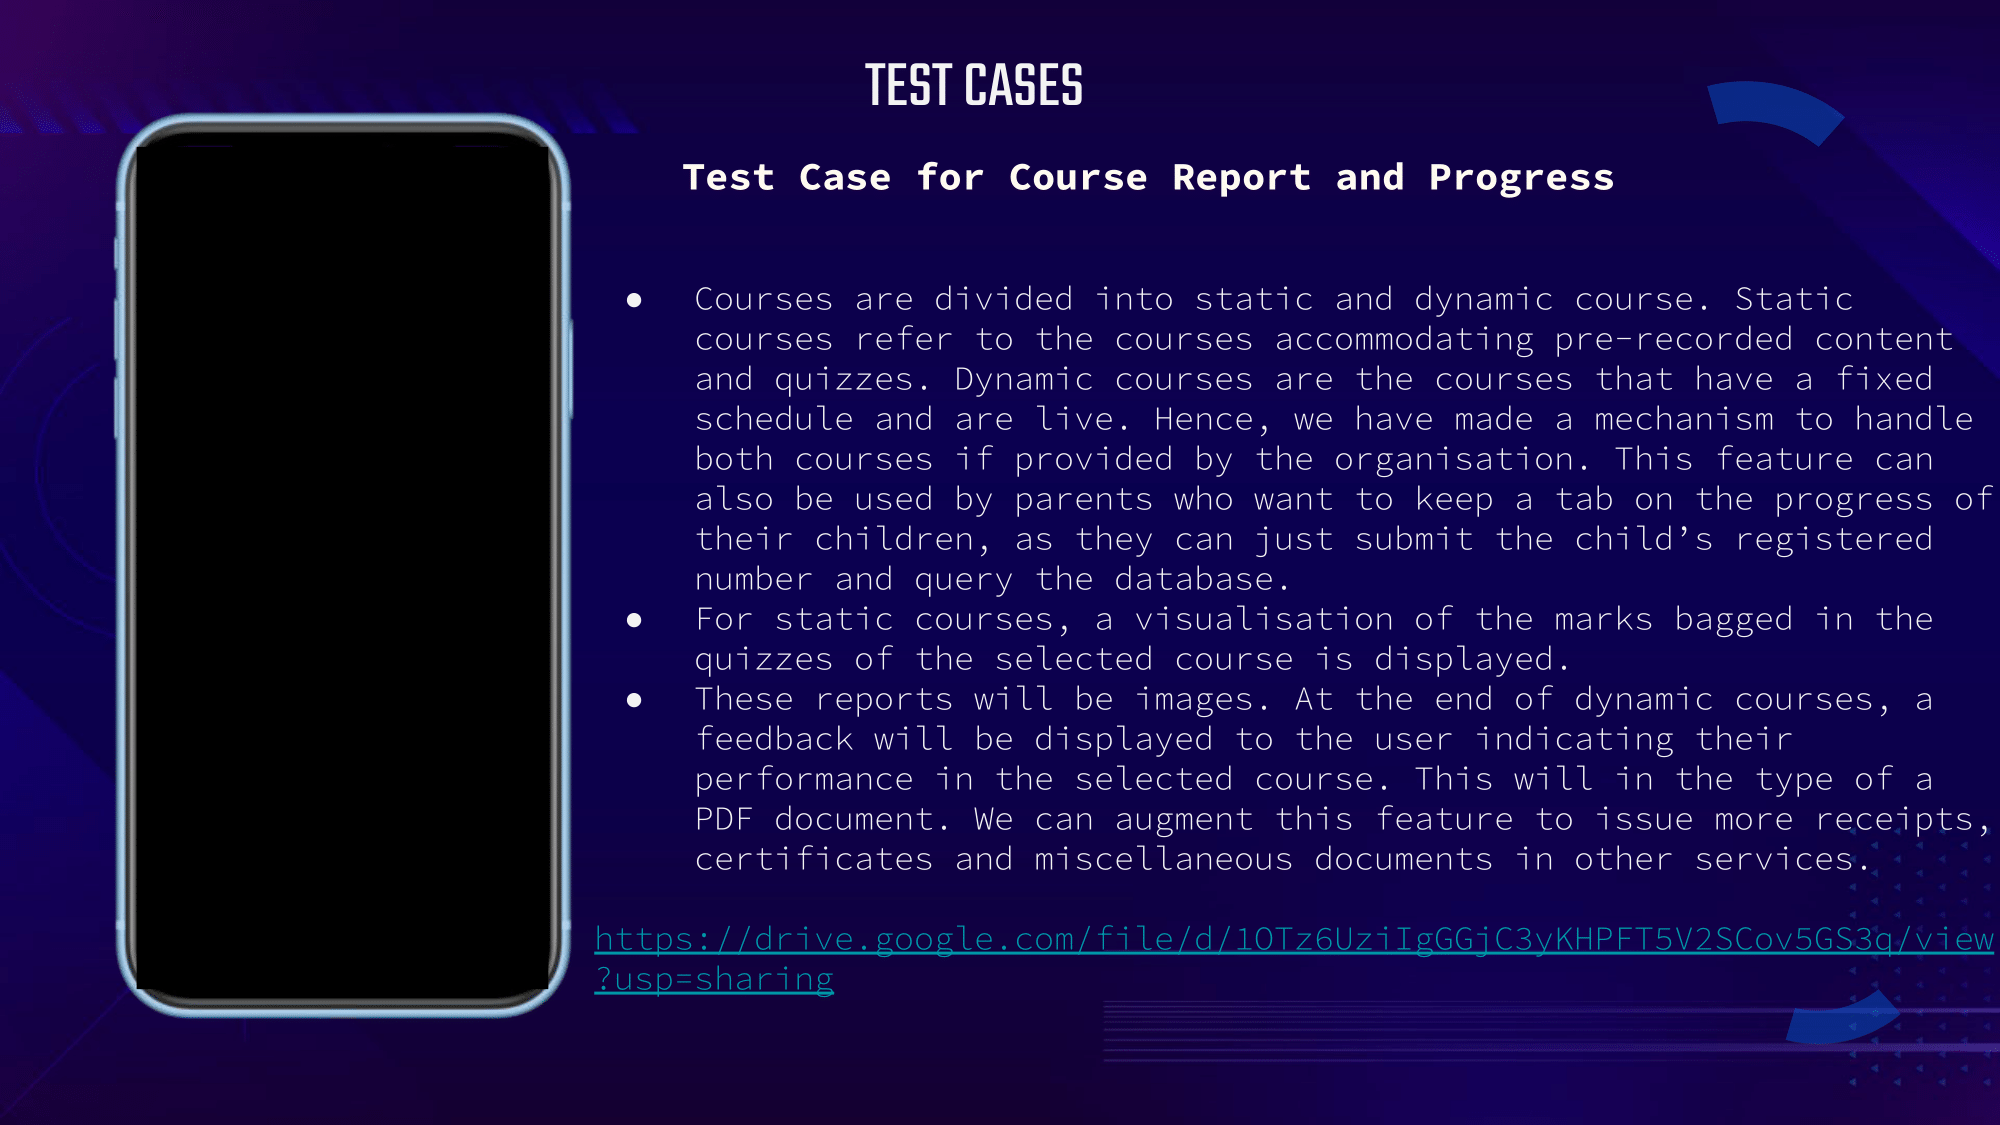 TEST CASES
Test Case for Course Report and Progress
● Courses are divided into static and dynamic course. Static
courses refer to the courses accommodating pre-recorded content
and quizzes. Dynamic courses are the courses that have a fixed
schedule and are live. Hence, we have made a mechanism to handle
both courses if provided by the organisation. This feature can
also be used by parents who want to keep a tab on the progress of
their children, as they can just submit the child’s registered
number and query the database.
● For static courses, a visualisation of the marks bagged in the
quizzes of the selected course is displayed.
● These reports will be images. At the end of dynamic courses, a
feedback will be displayed to the user indicating their
performance in the selected course. This will in the type of a
PDF document. We can augment this feature to issue more receipts,
certificates and miscellaneous documents in other services.
https://drive.google.com/file/d/1OTz6UziIgGGjC3yKHPFT5V2SCov5GS3q/view
?usp=sharing